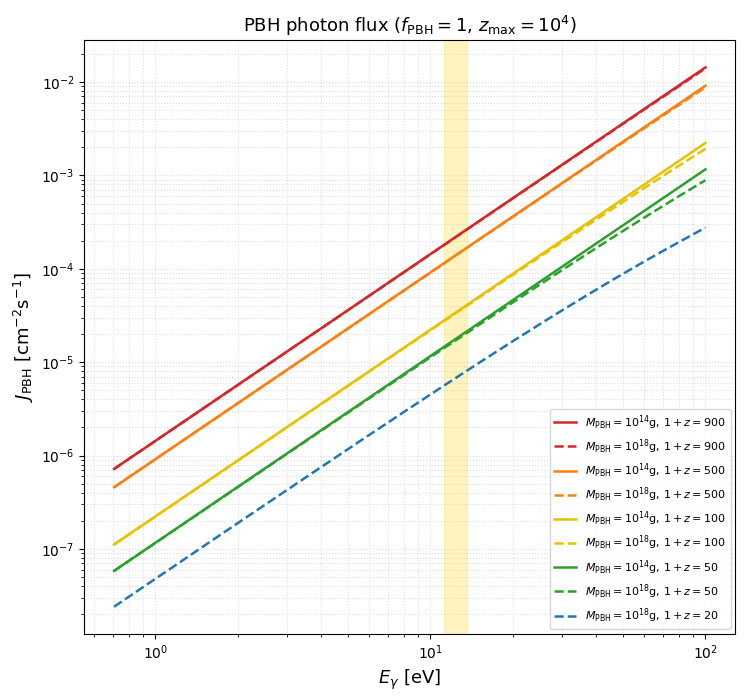 PBH photon flux (f_PBH = 1, z_max = 10^4)
J_PBH [cm^−2 s^−1]
10^−2
10^−3
10^−4
10^−5
10^−6
10^−7
M_PBH = 10^14 g, 1 + z = 900
M_PBH = 10^18 g, 1 + z = 900
M_PBH = 10^14 g, 1 + z = 500
M_PBH = 10^18 g, 1 + z = 500
M_PBH = 10^14 g, 1 + z = 100
M_PBH = 10^18 g, 1 + z = 100
M_PBH = 10^14 g, 1 + z = 50
M_PBH = 10^18 g, 1 + z = 50
M_PBH = 10^18 g, 1 + z = 20
10^0 10^1 10^2
E_γ [eV]